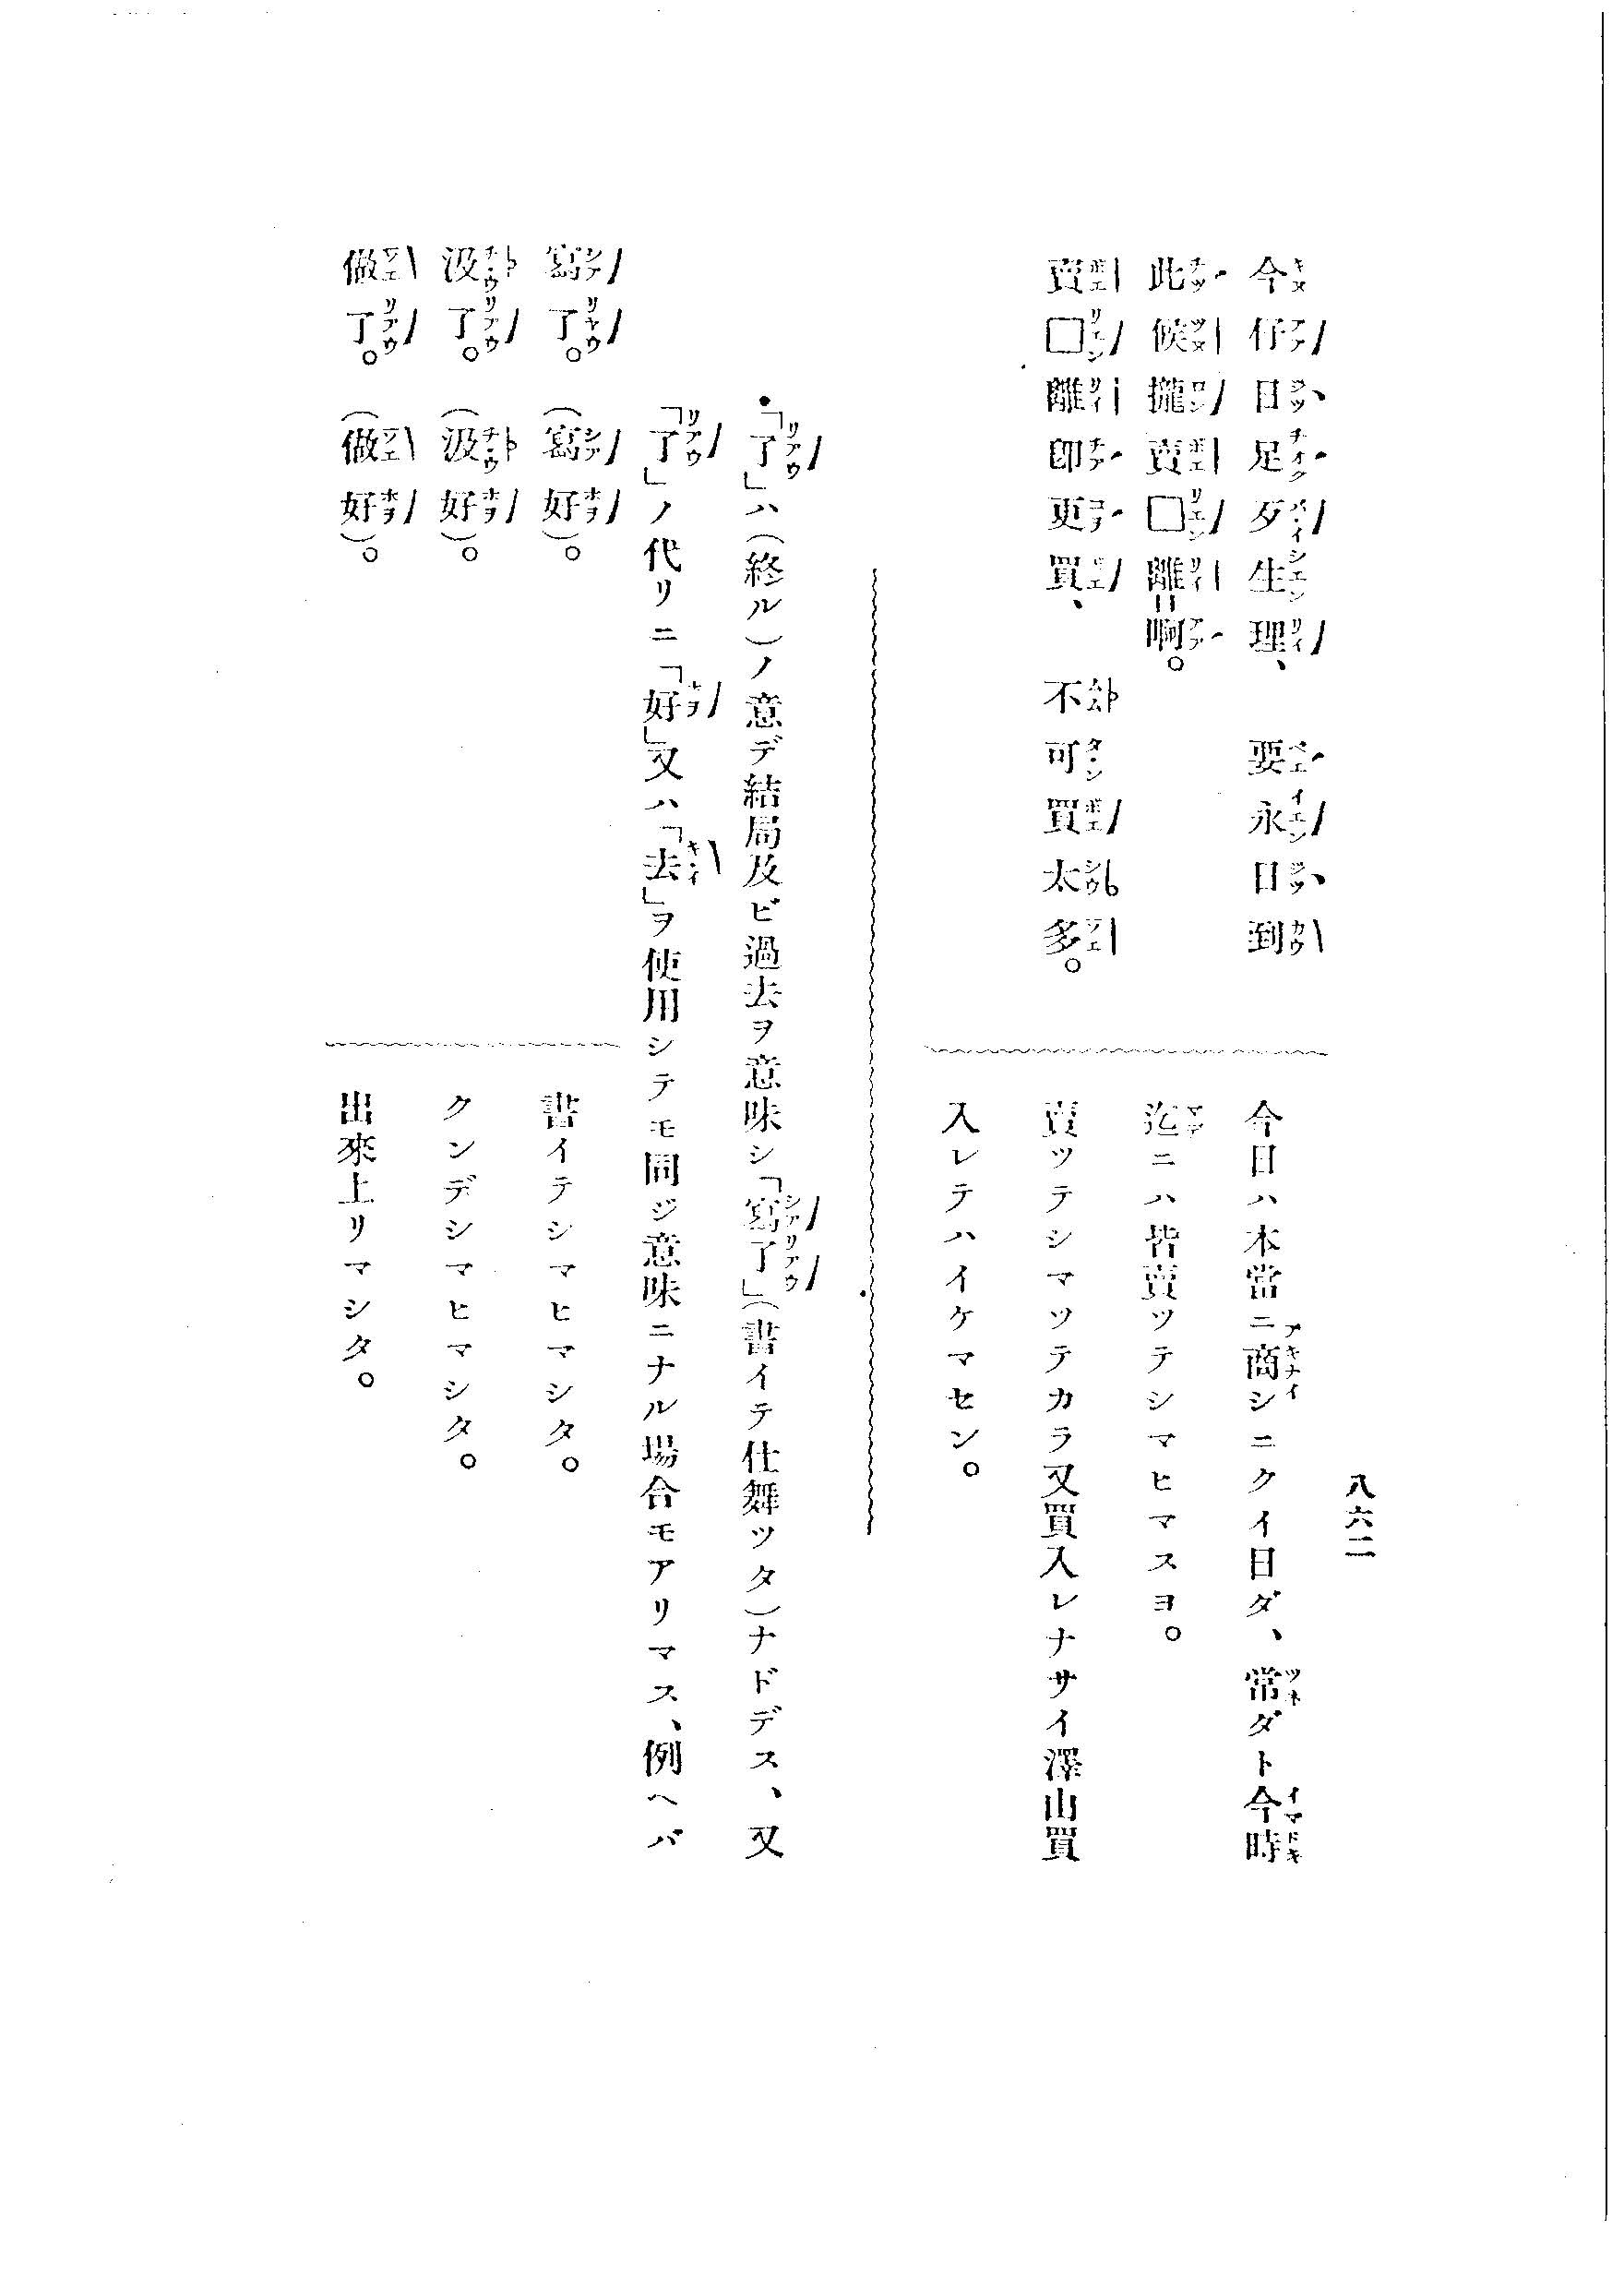 八六二
今仔日足歹生理、要永日到
此候攏賣□離啊。
賣□離即更買、不可買太多。
今日ハ本當ニ商シニクイ日ダ、常ダト今時
迄ニハ皆賣ツテシマヒマスヨ。
賣ツテシマツテカラ又買入レナサイ澤山買
入レテハイケマセン。
「了」ハ(終ル)ノ意デ結局及ビ過去ヲ意味シ「寫了」(書イテ仕舞ツタ)ナドデス、又
「了」ノ代リニ「好」又ハ「去」ヲ使用シテモ同ジ意味ニナル場合モアリマス、例ヘバ
寫了。(寫好)。書イテシマヒマシタ。
汲了。(汲好)。クンデシマヒマシタ。
做了。(做好)。出來上リマシタ。